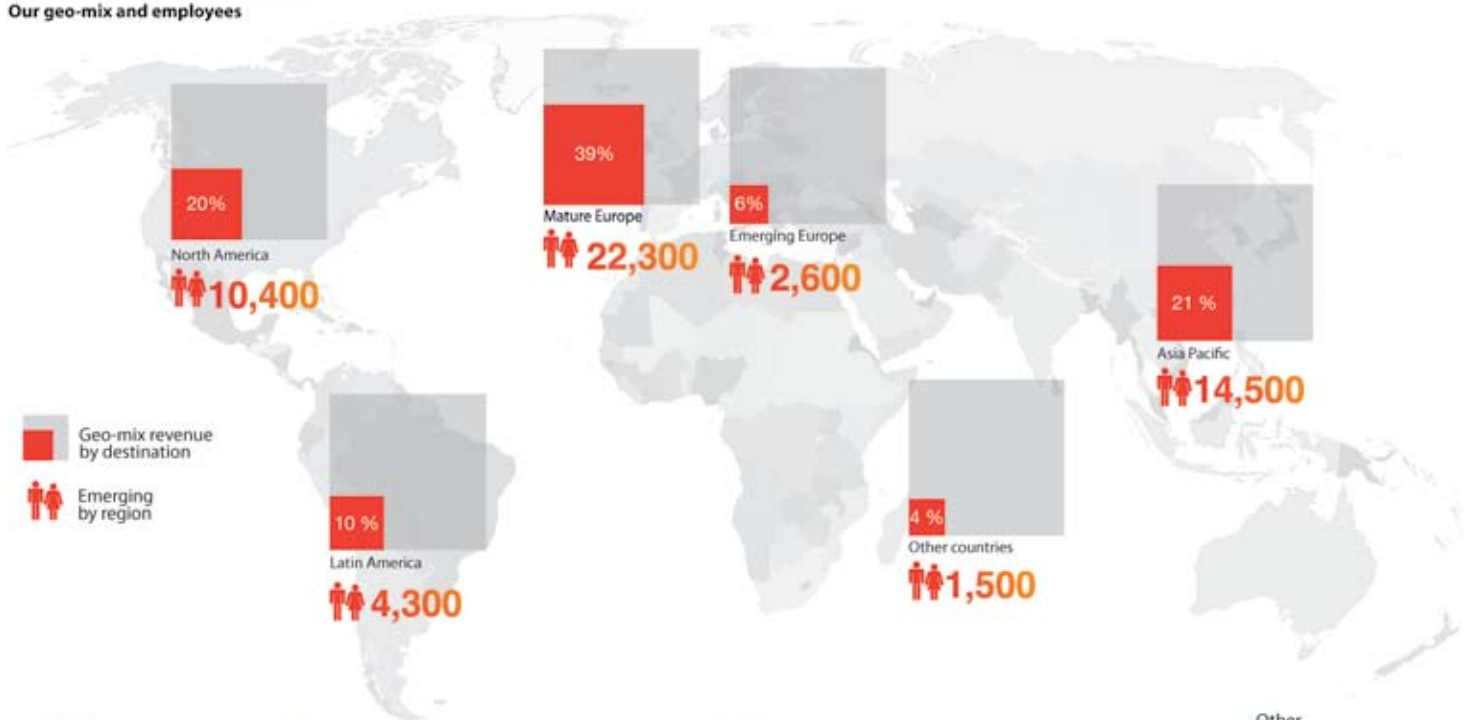 Our geo-mix and employees
20%
North America
10,400
39%
Mature Europe
22,300
6%
Emerging Europe
2,600
21 %
Asia Pacific
14,500
Geo-mix revenue
by destination
Emerging
by region
10 %
Latin America
4,300
4 %
Other countries
1,500
Other